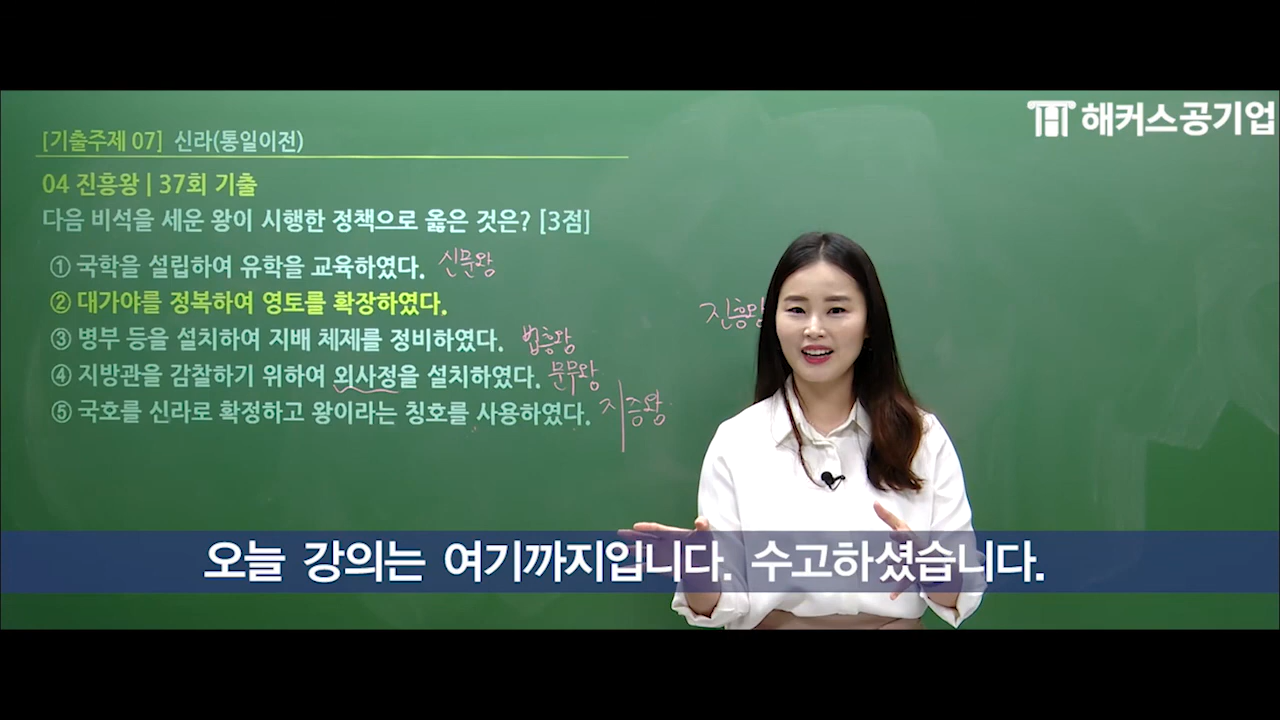 해커스공기업
[기출주제 07] 신라(통일이전)
04 진흥왕 | 37회 기출
다음 비석을 세운 왕이 시행한 정책으로 옳은 것은? [3점]
① 국학을 설립하여 유학을 교육하였다. 신문왕
② 대가야를 정복하여 영토를 확장하였다.
진흥왕
③ 병부 등을 설치하여 지배 체제를 정비하였다. 법흥왕
④ 지방관을 감찰하기 위하여 외사정을 설치하였다. 문무왕
⑤ 국호를 신라로 확정하고 왕이라는 칭호를 사용하였다. 지증왕
오늘 강의는 여기까지입니다. 수고하셨습니다.